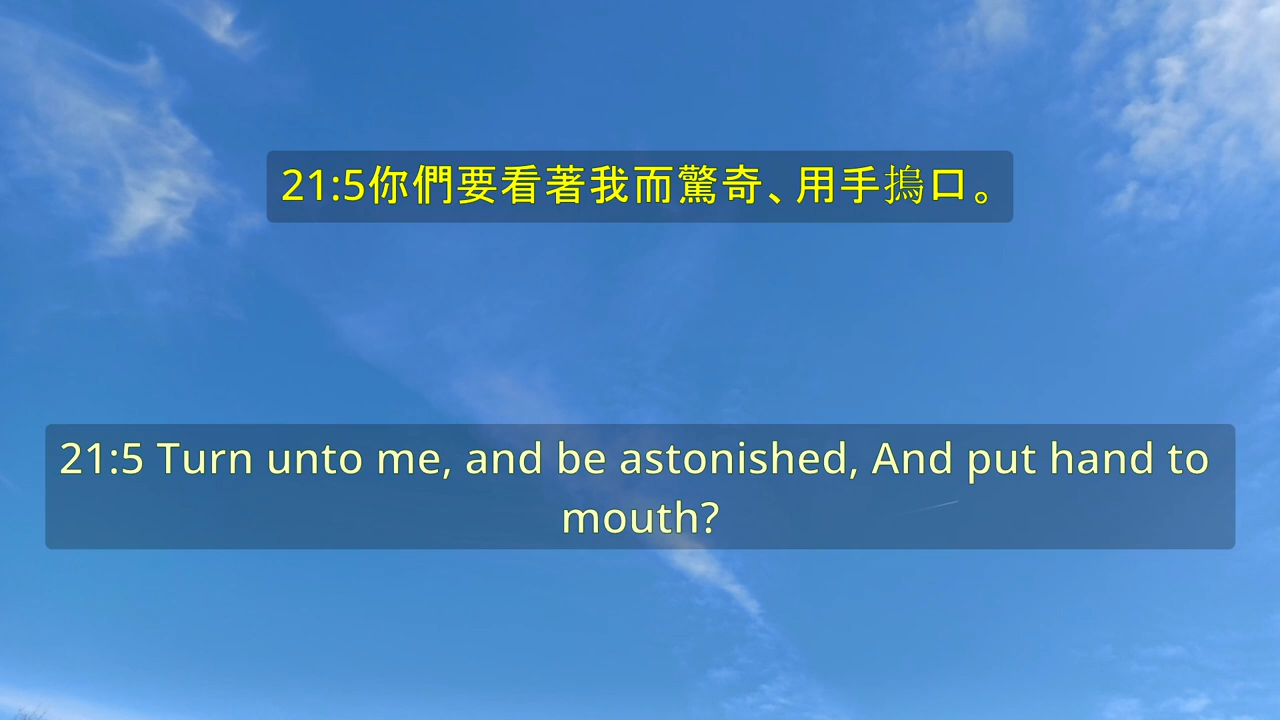 21:5你們要看著我而驚奇、用手摀口。
21:5 Turn unto me, and be astonished, And put hand to
mouth?